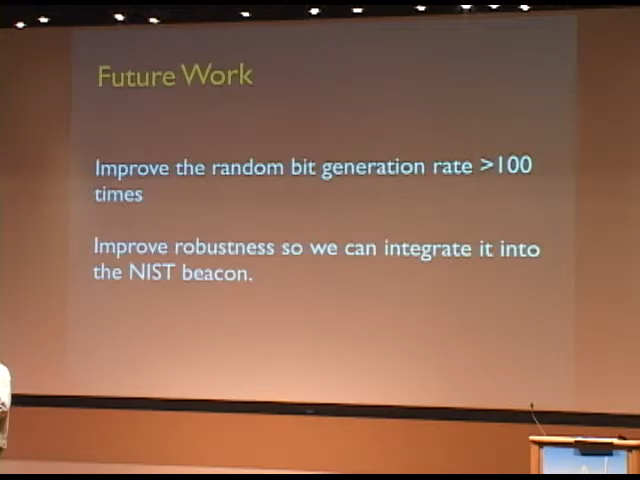 Future Work
Improve the random bit generation rate >100
times
Improve robustness so we can integrate it into
the NIST beacon.